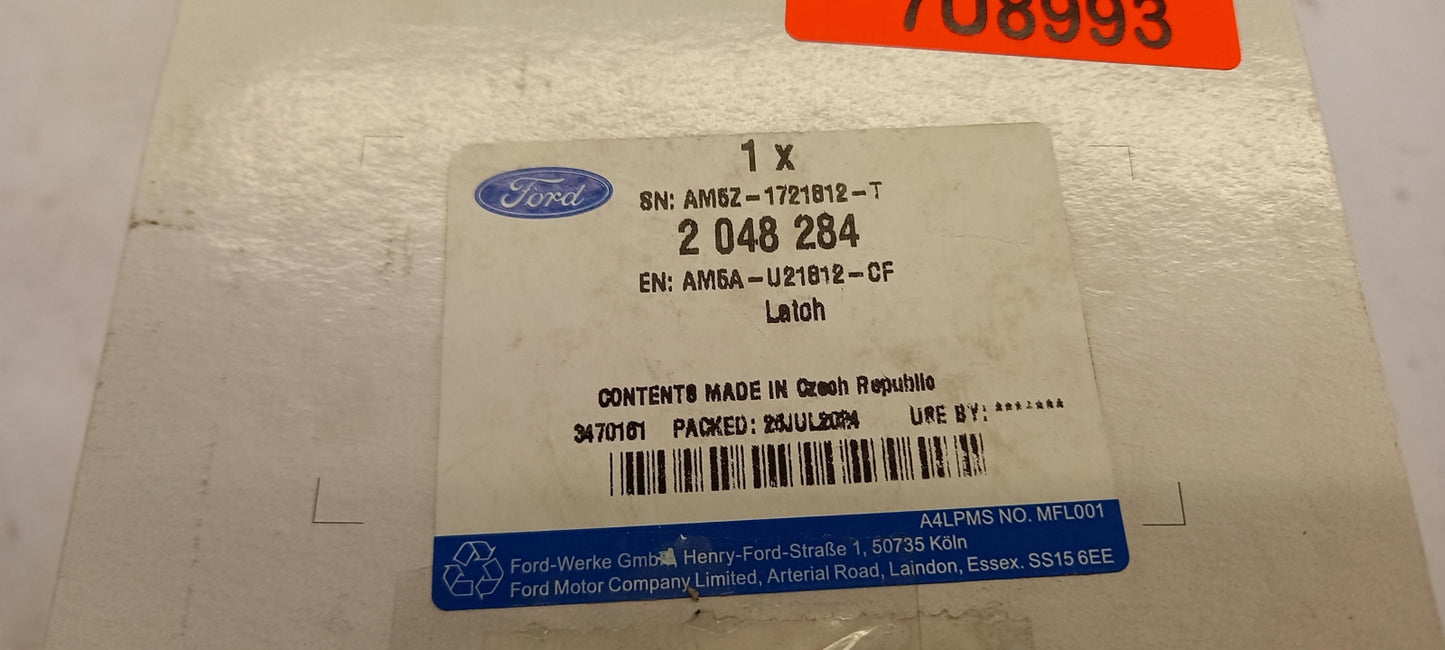 708993
1 x
Ford
SN: AM5Z-1721812-T
2 048 284
EN: AM5A-U21812-CF
Latch
CONTENTS MADE IN Czech Republic
3470161 PACKED: 26JUL2024 USE BY: *******
A4LPMS NO. MFL001
Ford-Werke GmbH, Henry-Ford-Straße 1, 50735 Köln
Ford Motor Company Limited, Arterial Road, Laindon, Essex. SS15 6EE